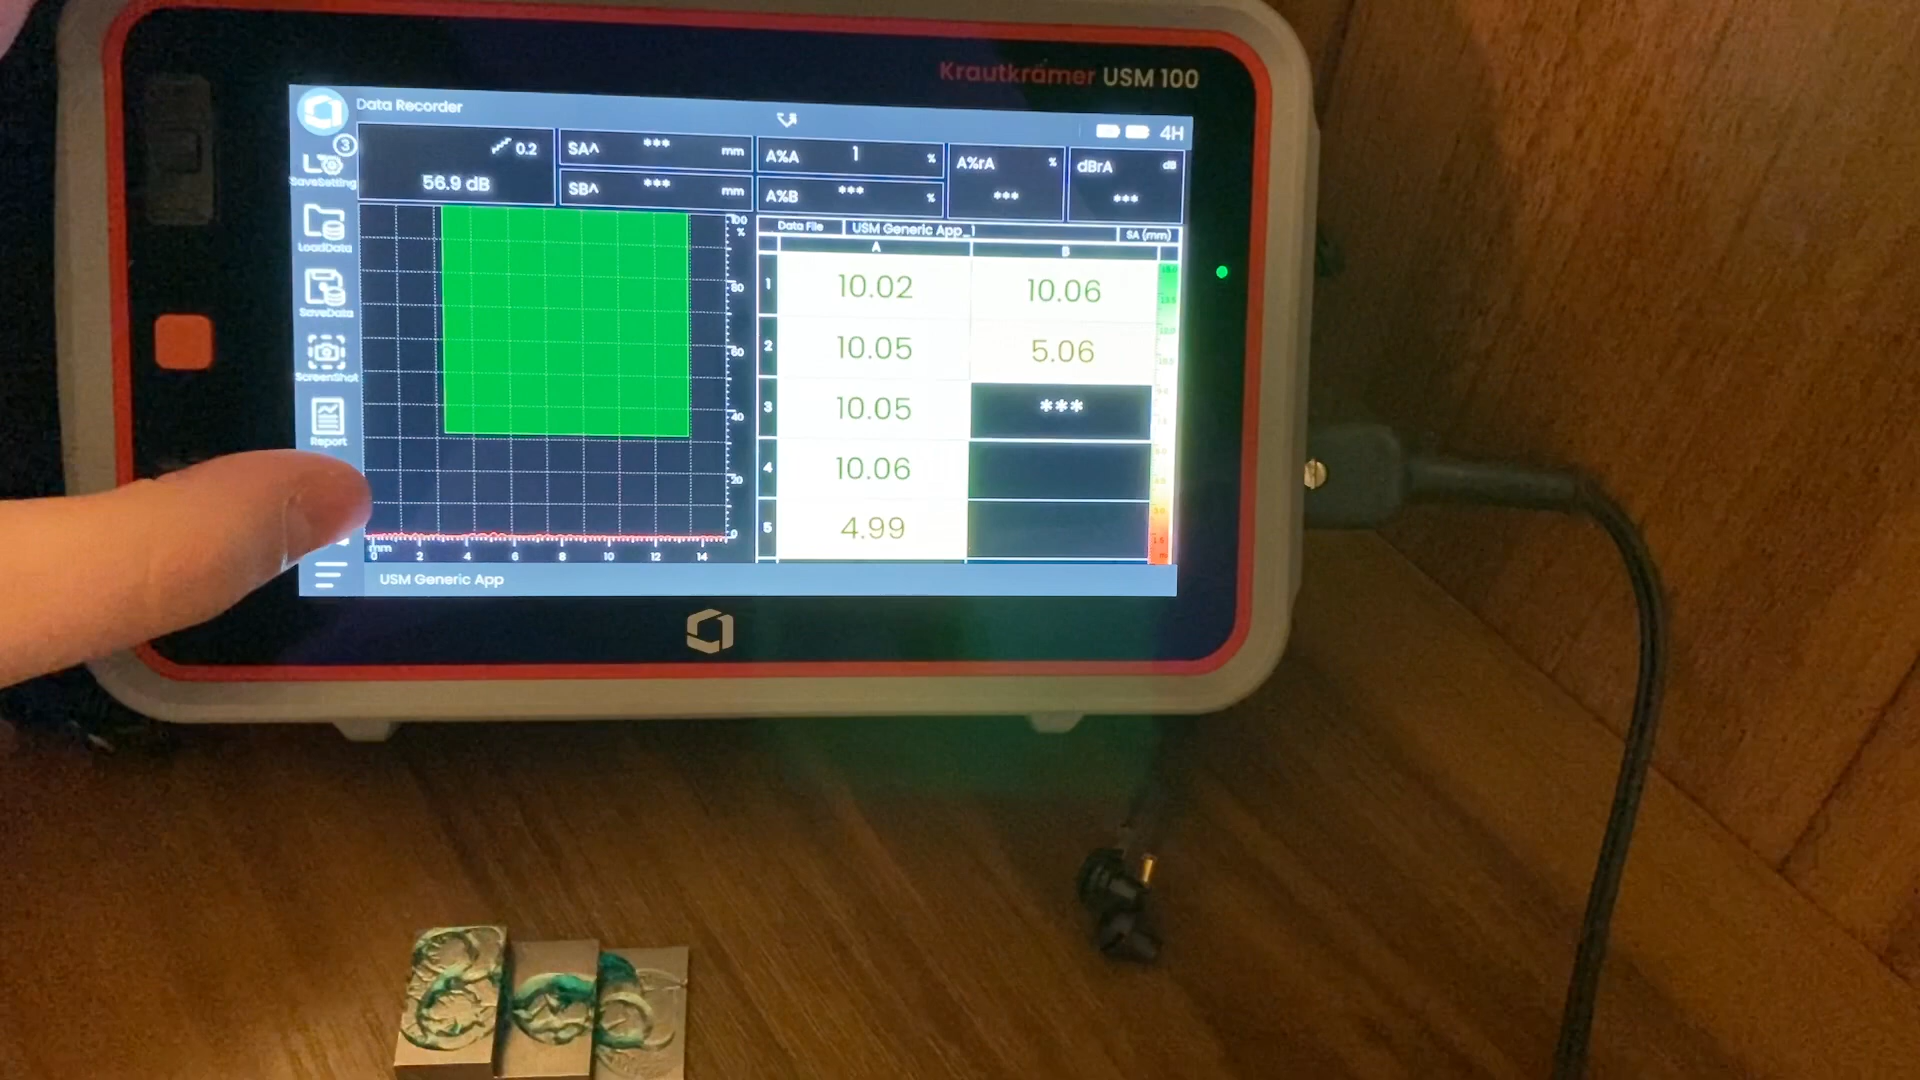 Krautkrämer USM 100
Data Recorder
4H
3
SaveSetting
LoadData
SaveData
ScreenShot
Report
0.2
56.9 dB
SA^ *** mm
SB^ *** mm
A%A 1 %
A%B *** %
A%rA % ***
dBrA dB ***
100
%
80
60
40
20
0
mm
0 2 4 6 8 10 12 14
Data File USM Generic App_1 SA (mm)
A B
1 10.02 10.06
2 10.05 5.06
3 10.05 ***
4 10.06
5 4.99
USM Generic App